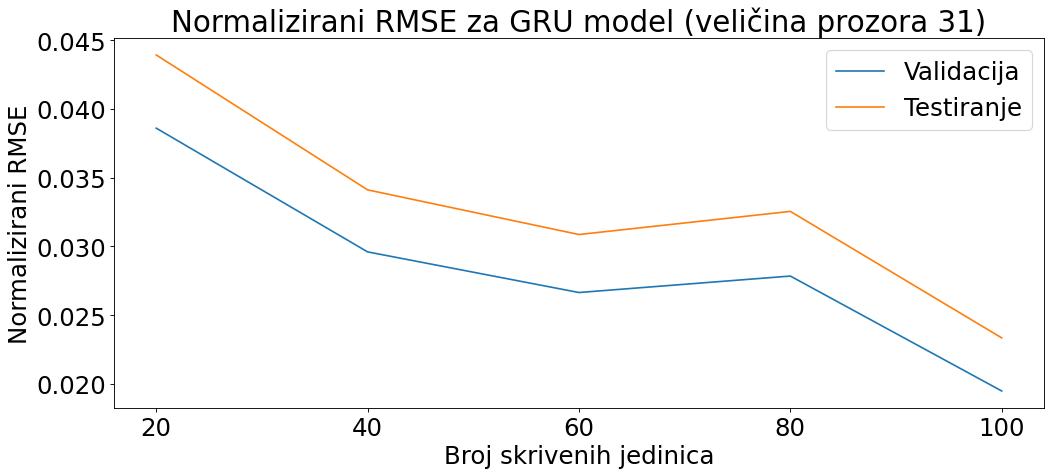 Normalizirani RMSE za GRU model (veličina prozora 31)
Validacija
Testiranje
Normalizirani RMSE
0.045
0.040
0.035
0.030
0.025
0.020
20 40 60 80 100
Broj skrivenih jedinica